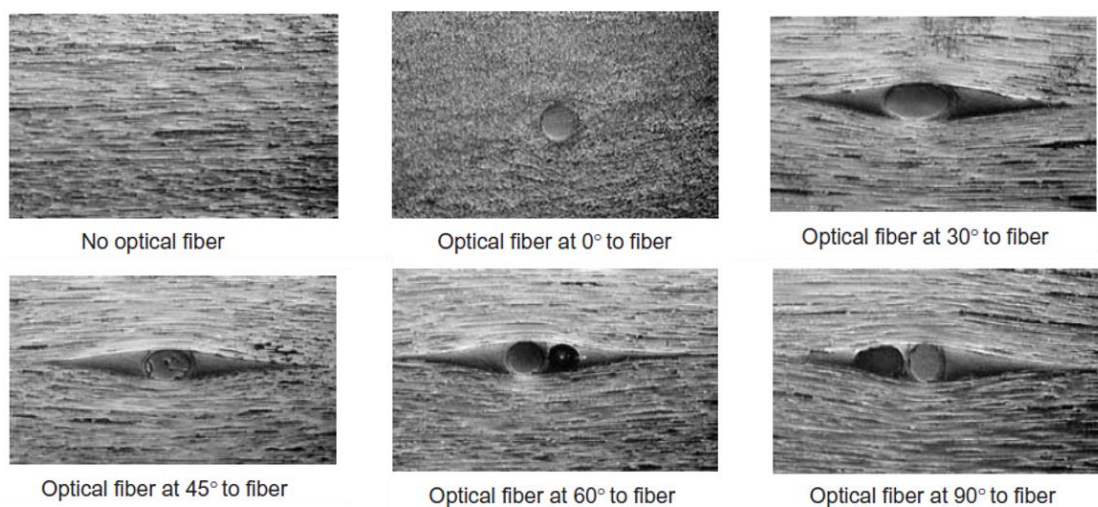 No optical fiber
Optical fiber at 0° to fiber
Optical fiber at 30° to fiber
Optical fiber at 45° to fiber
Optical fiber at 60° to fiber
Optical fiber at 90° to fiber